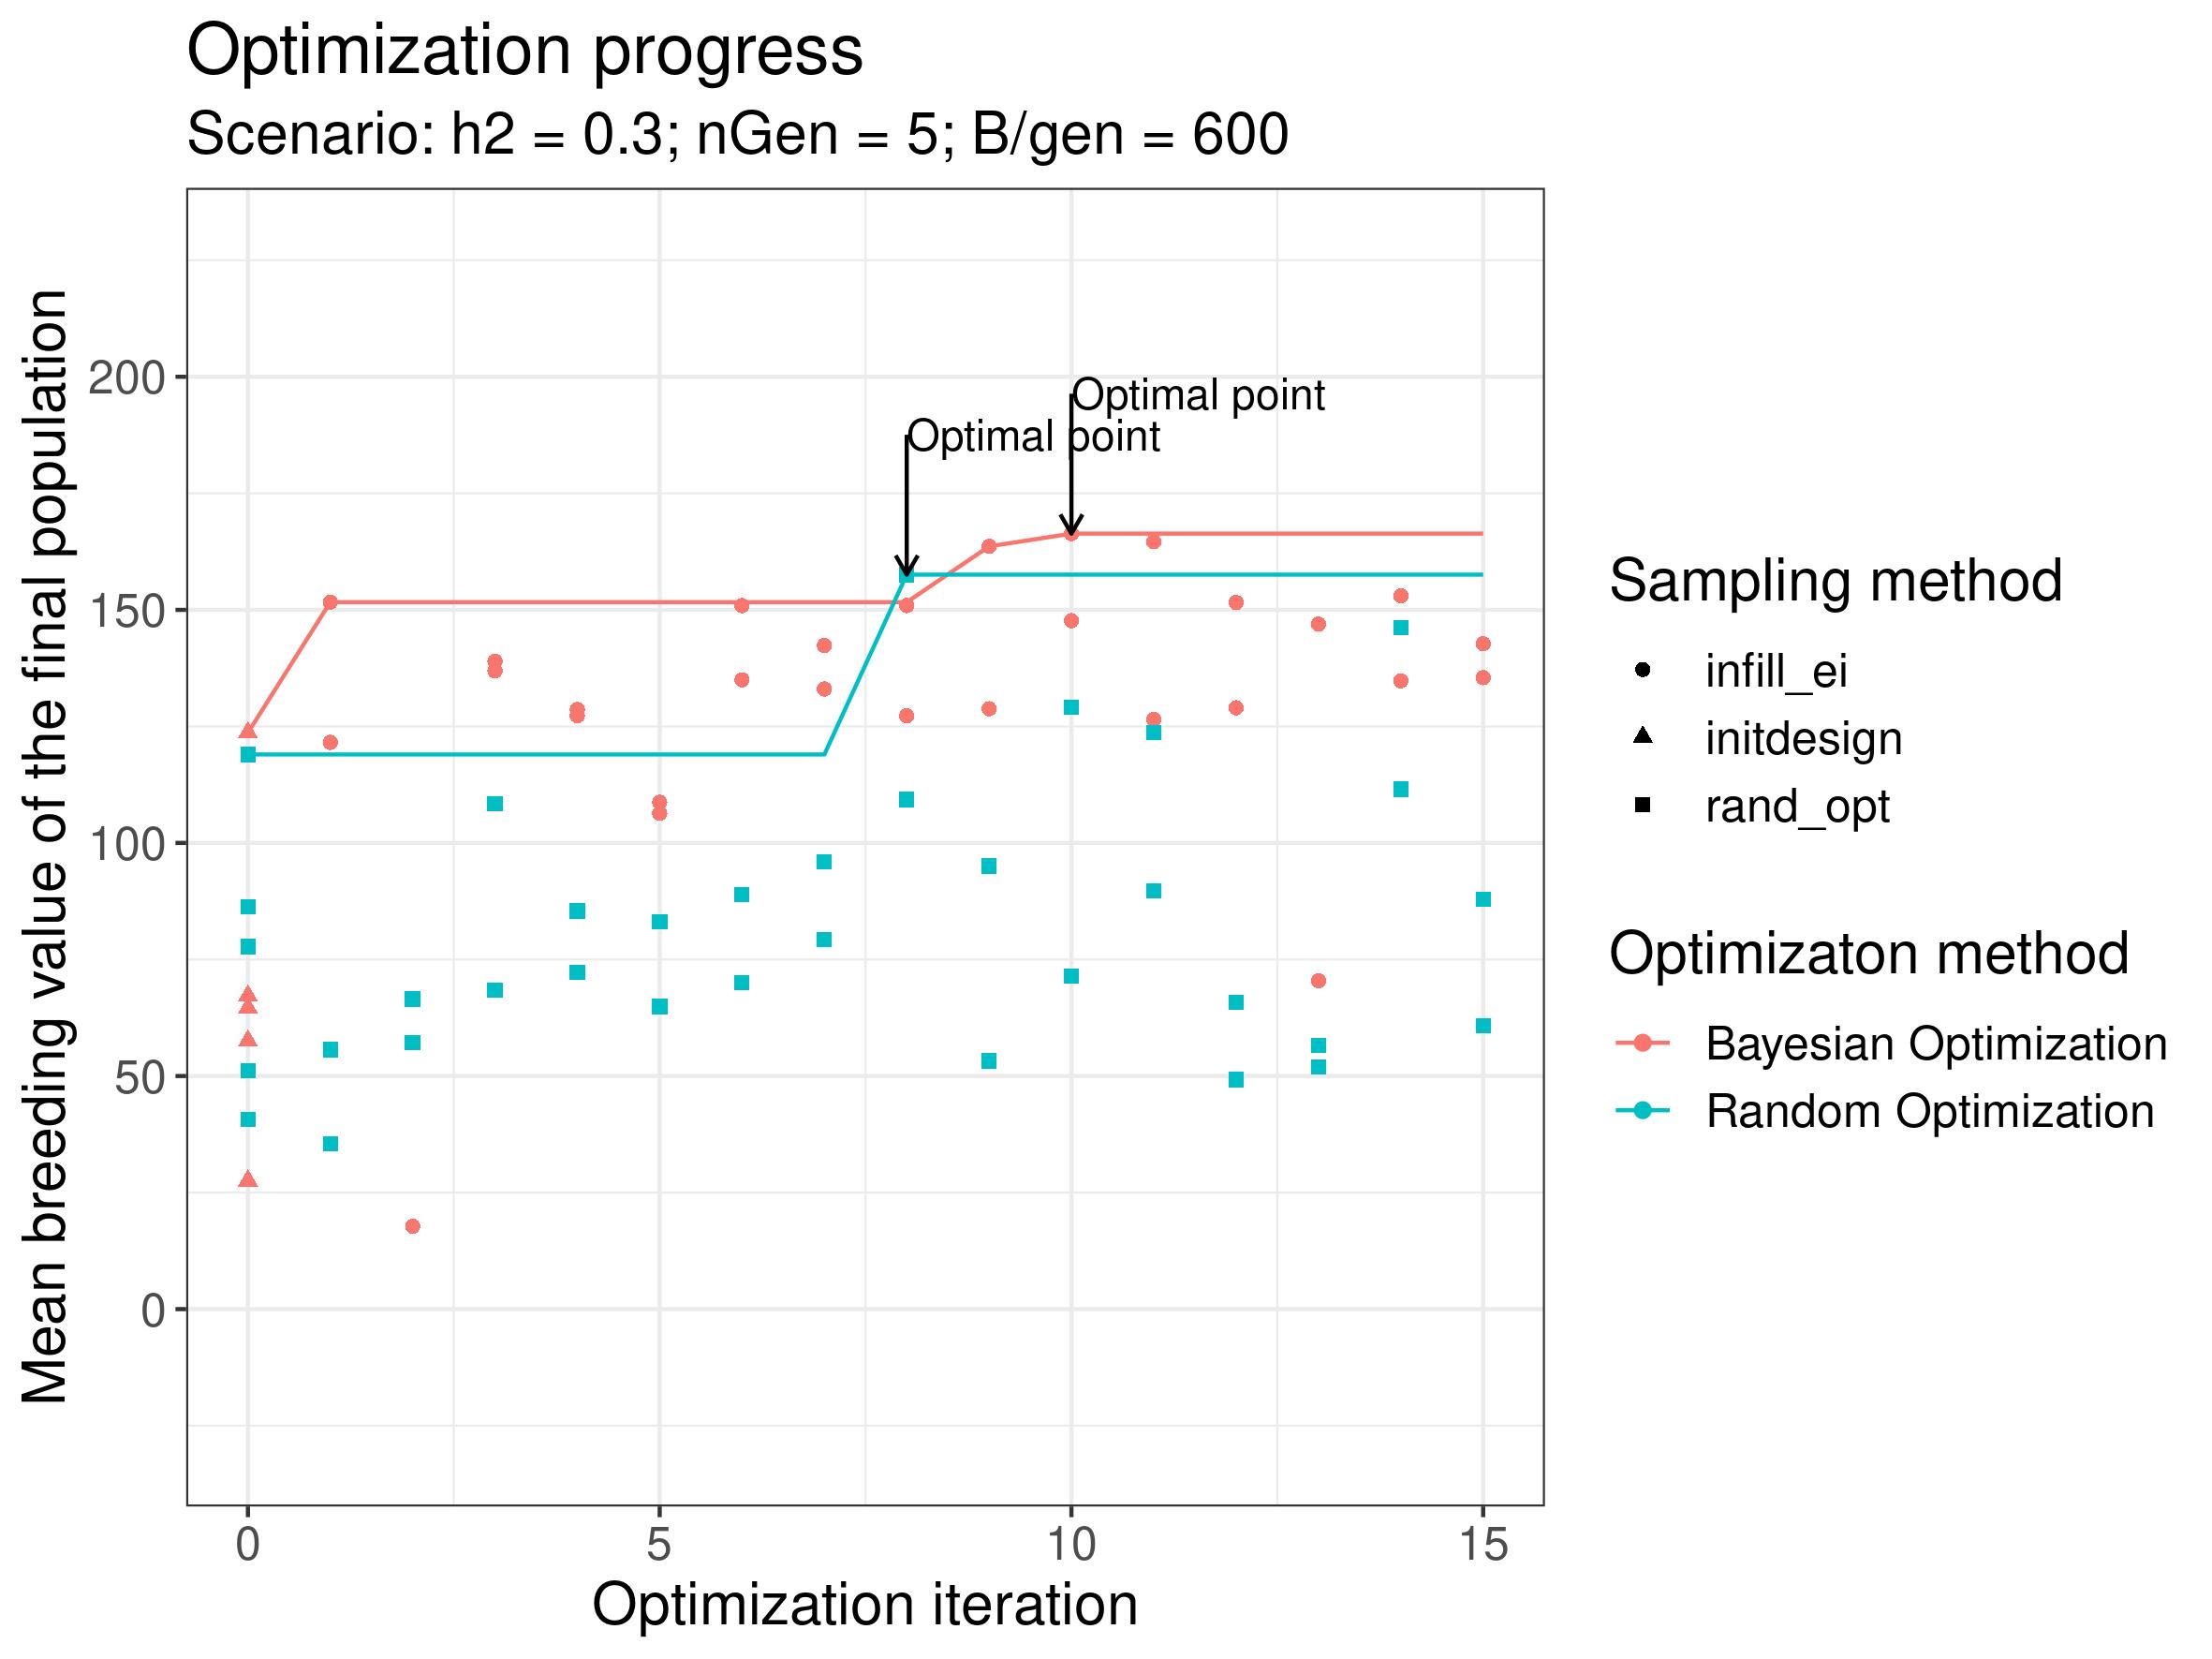 Optimization progress
Scenario: h2 = 0.3; nGen = 5; B/gen = 600
Mean breeding value of the final population
200
150
100
50
0
Optimal point
Optimal point
0
5
10
15
Optimization iteration
Sampling method
infill_ei
initdesign
rand_opt
Optimizaton method
Bayesian Optimization
Random Optimization